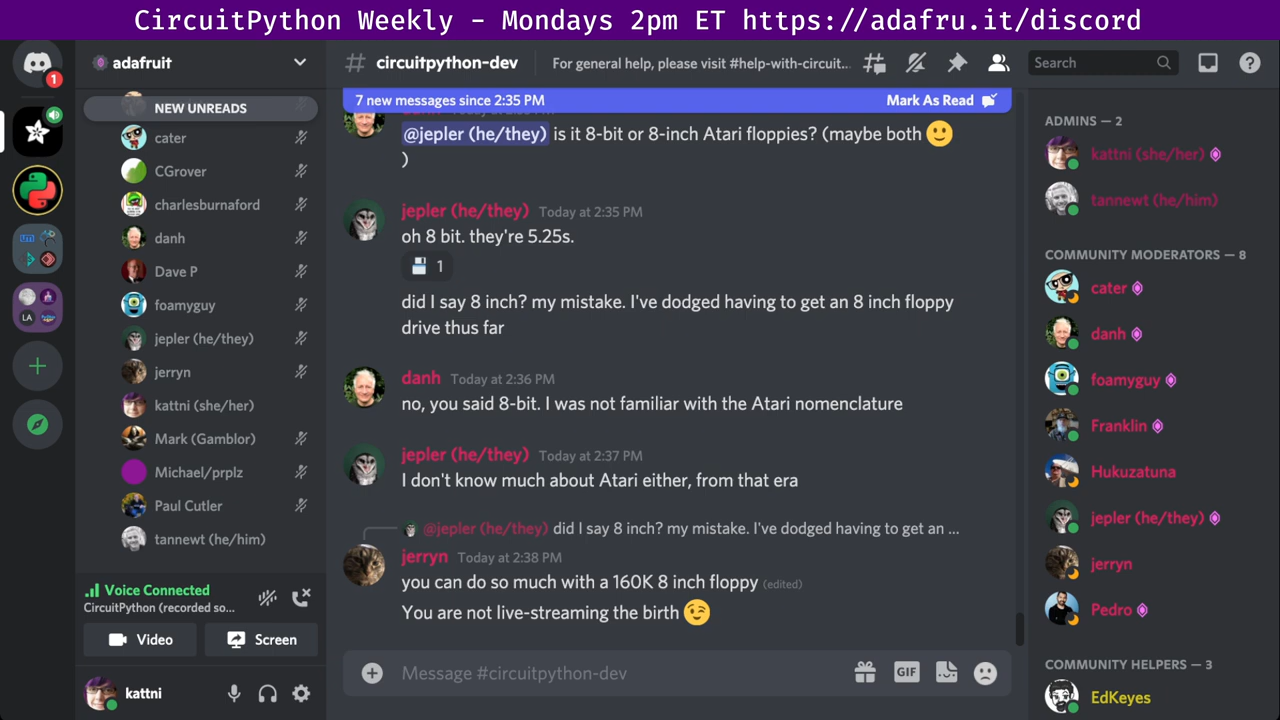 CircuitPython Weekly - Mondays 2pm ET https://adafru.it/discord
1
adafruit
NEW UNREADS
cater
CGrover
charlesburnaford
danh
Dave P
foamyguy
jepler (he/they)
jerryn
kattni (she/her)
Mark (Gamblor)
Michael/prplz
Paul Cutler
tannewt (he/him)
LA
Voice Connected
CircuitPython (recorded so...
Video
Screen
kattni
# circuitpython-dev
For general help, please visit #help-with-circuit...
Search
7 new messages since 2:35 PM
Mark As Read
@jepler (he/they) is it 8-bit or 8-inch Atari floppies? (maybe both 🙂
)
jepler (he/they) Today at 2:35 PM
oh 8 bit. they're 5.25s.
💾 1
did I say 8 inch? my mistake. I've dodged having to get an 8 inch floppy
drive thus far
danh Today at 2:36 PM
no, you said 8-bit. I was not familiar with the Atari nomenclature
jepler (he/they) Today at 2:37 PM
I don't know much about Atari either, from that era
@jepler (he/they) did I say 8 inch? my mistake. I've dodged having to get an ...
jerryn Today at 2:38 PM
you can do so much with a 160K 8 inch floppy (edited)
You are not live-streaming the birth 😉
Message #circuitpython-dev
GIF
ADMINS — 2
kattni (she/her)
tannewt (he/him)
COMMUNITY MODERATORS — 8
cater
danh
foamyguy
Franklin
Hukuzatuna
jepler (he/they)
jerryn
Pedro
COMMUNITY HELPERS — 3
EdKeyes